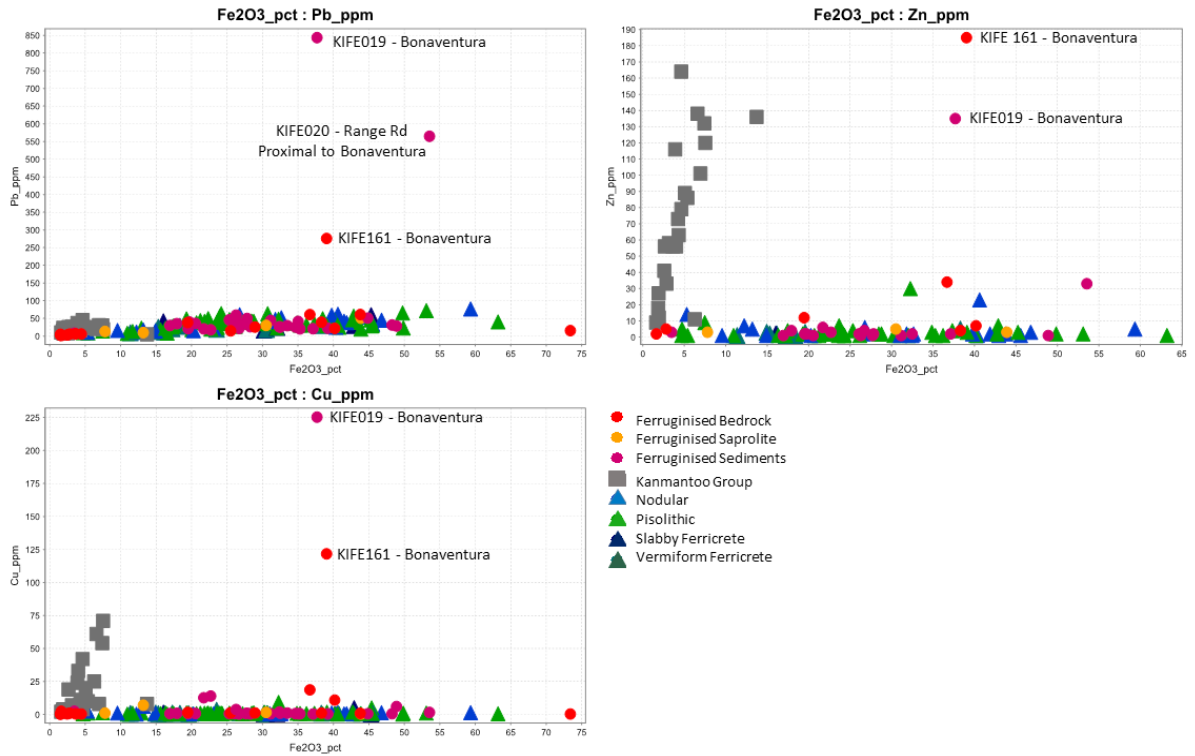 Fe2O3_pct : Pb_ppm
850
800
750
700
650
600
550
500
450
400
350
300
250
200
150
100
50
0
Pb_ppm
KIFE019 - Bonaventura
KIFE020 - Range Rd
Proximal to Bonaventura
KIFE161 - Bonaventura
0 5 10 15 20 25 30 35 40 45 50 55 60 65 70 75
Fe2O3_pct
Fe2O3_pct : Zn_ppm
190
180
170
160
150
140
130
120
110
100
90
80
70
60
50
40
30
20
10
0
Zn_ppm
KIFE 161 - Bonaventura
KIFE019 - Bonaventura
0 5 10 15 20 25 30 35 40 45 50 55 60 65
Fe2O3_pct
Fe2O3_pct : Cu_ppm
225
200
175
150
125
100
75
50
25
0
Cu_ppm
KIFE019 - Bonaventura
KIFE161 - Bonaventura
0 5 10 15 20 25 30 35 40 45 50 55 60 65 70 75
Fe2O3_pct
Ferruginised Bedrock
Ferruginised Saprolite
Ferruginised Sediments
Kanmantoo Group
Nodular
Pisolithic
Slabby Ferricrete
Vermiform Ferricrete